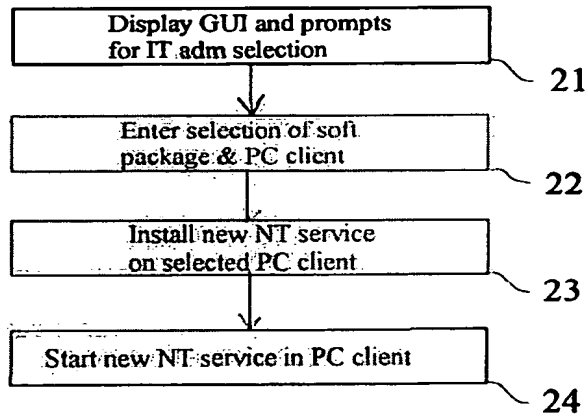 Display GUI and prompts
for IT adm selection
21
Enter selection of soft
package & PC client
22
Install new NT service
on selected PC client
23
Start new NT service in PC client
24